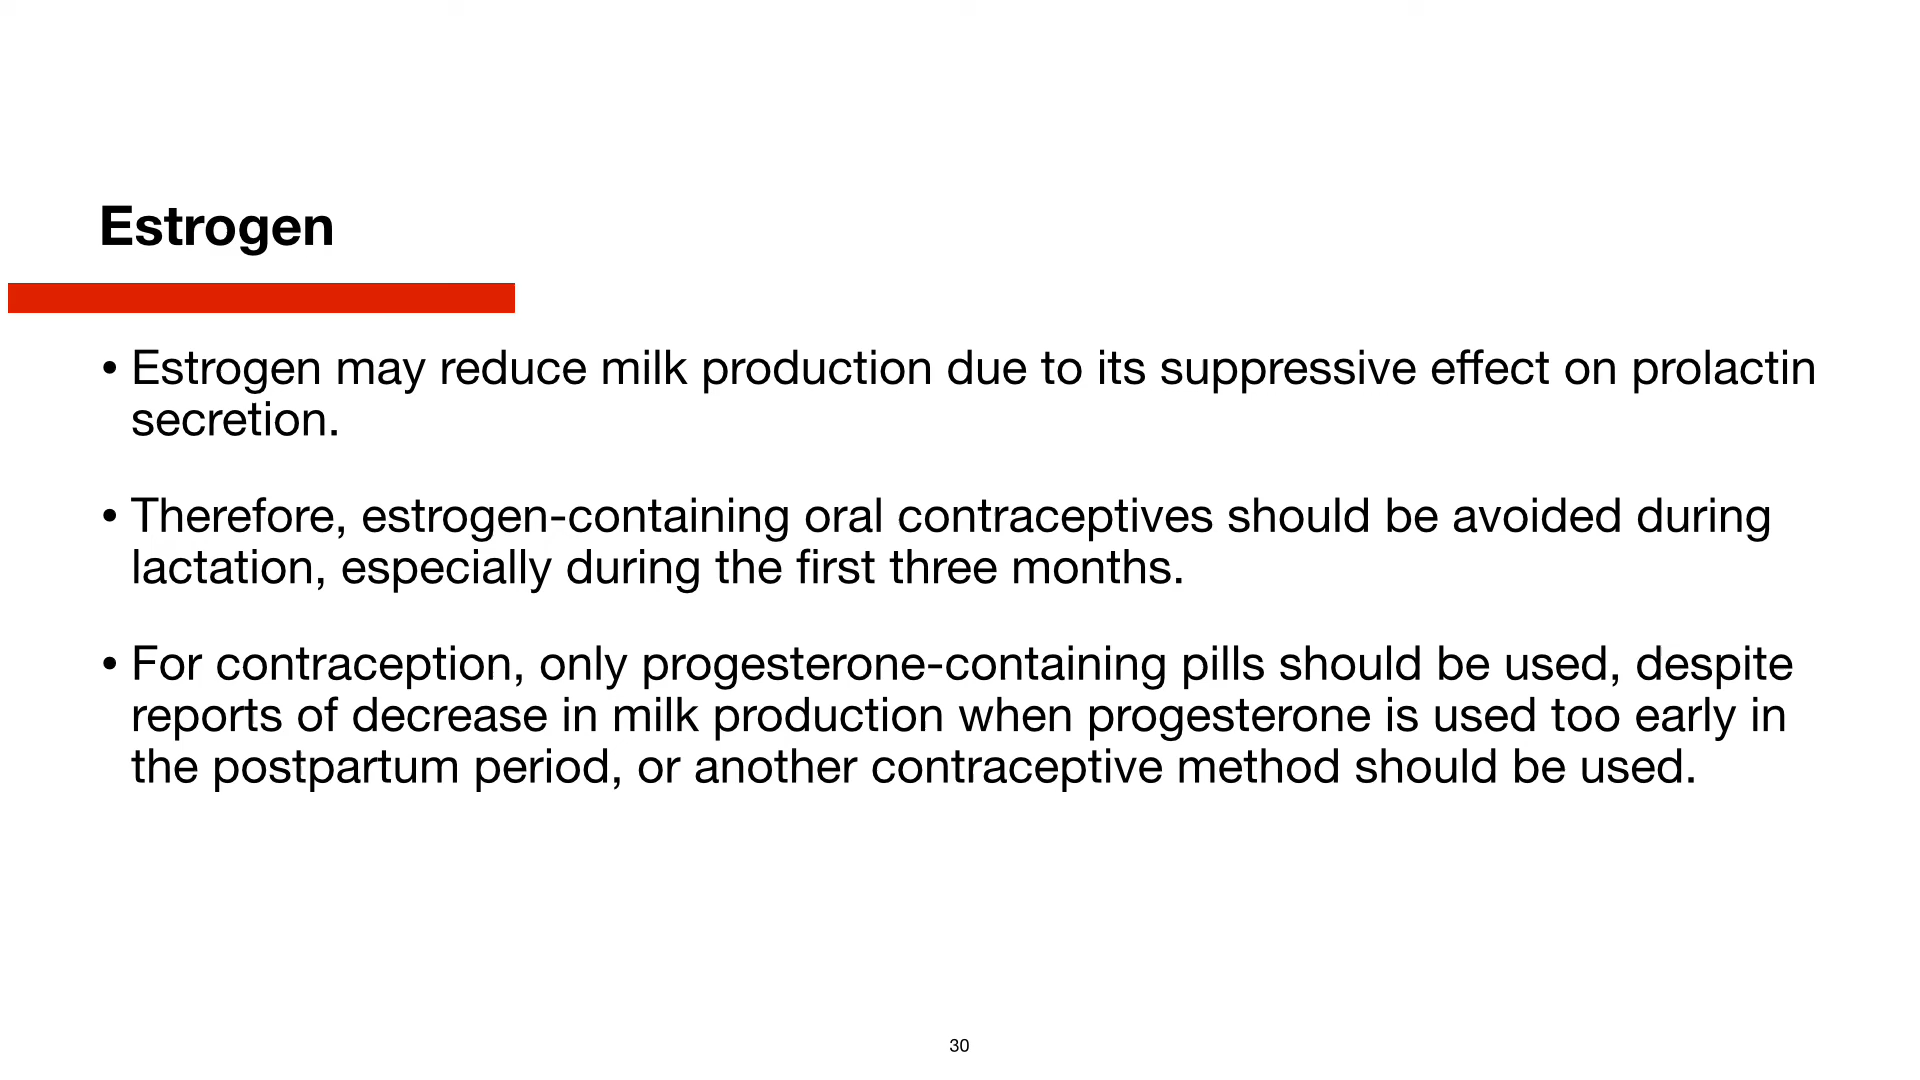 Estrogen
• Estrogen may reduce milk production due to its suppressive effect on prolactin
secretion.
• Therefore, estrogen-containing oral contraceptives should be avoided during
lactation, especially during the first three months.
• For contraception, only progesterone-containing pills should be used, despite
reports of decrease in milk production when progesterone is used too early in
the postpartum period, or another contraceptive method should be used.
30